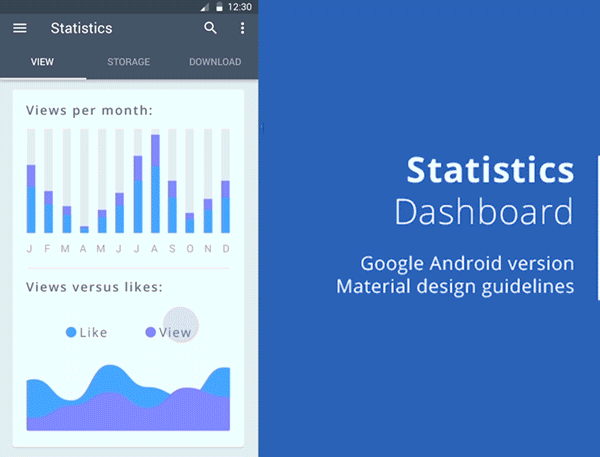 12:30
Statistics
VIEW STORAGE DOWNLOAD
Views per month:
J F M A M J J A S O N D
Views versus likes:
Like View
Statistics
Dashboard
Google Android version
Material design guidelines